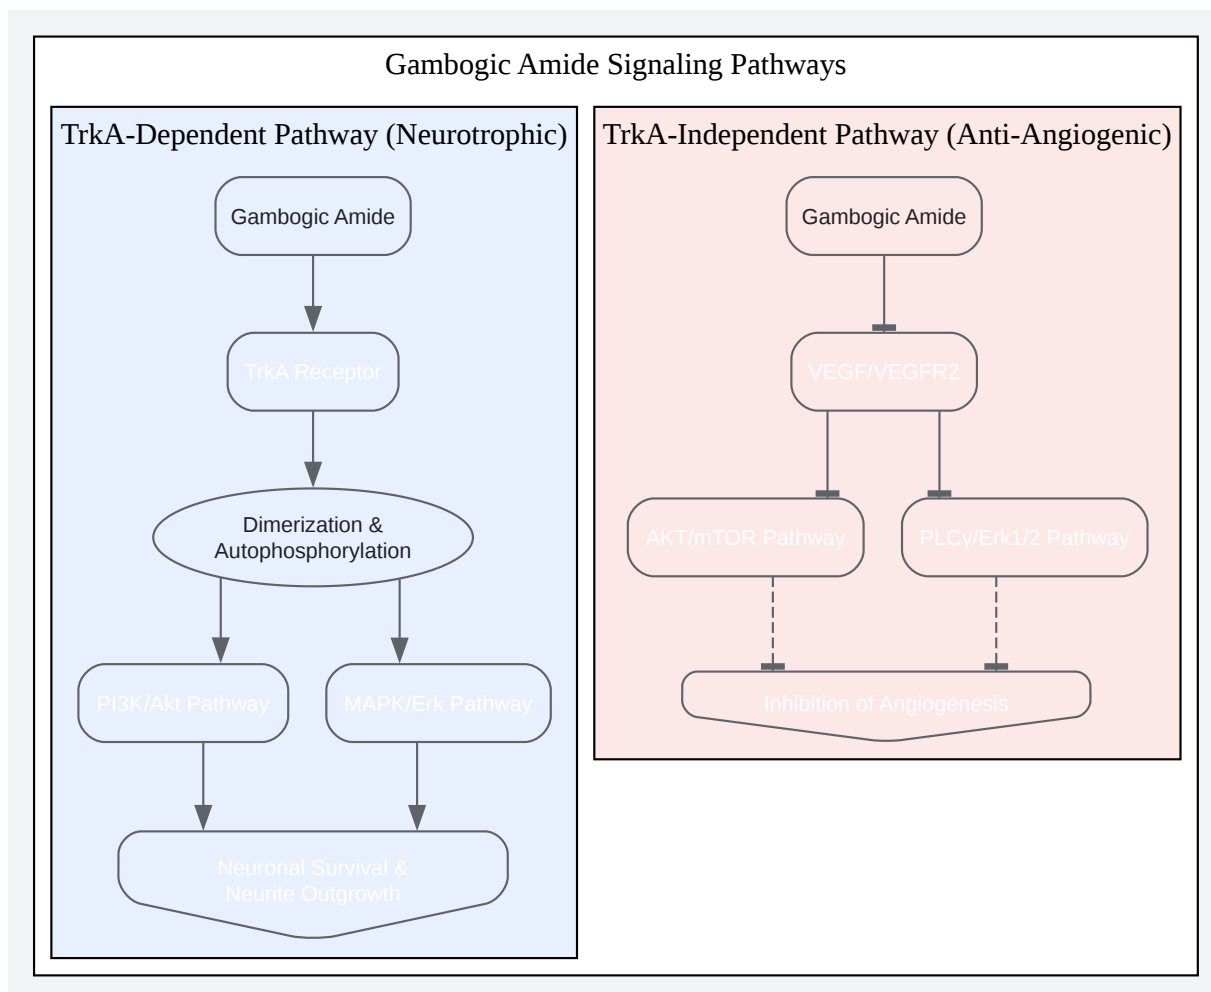 Gambogic Amide Signaling Pathways
TrkA-Dependent Pathway (Neurotrophic)
Gambogic Amide
TrkA Receptor
Dimerization &
Autophosphorylation
PI3K/Akt Pathway
MAPK/Erk Pathway
Neuronal Survival &
Neurite Outgrowth
TrkA-Independent Pathway (Anti-Angiogenic)
Gambogic Amide
VEGF/VEGFR2
AKT/mTOR Pathway
PLCγ/Erk1/2 Pathway
Inhibition of Angiogenesis